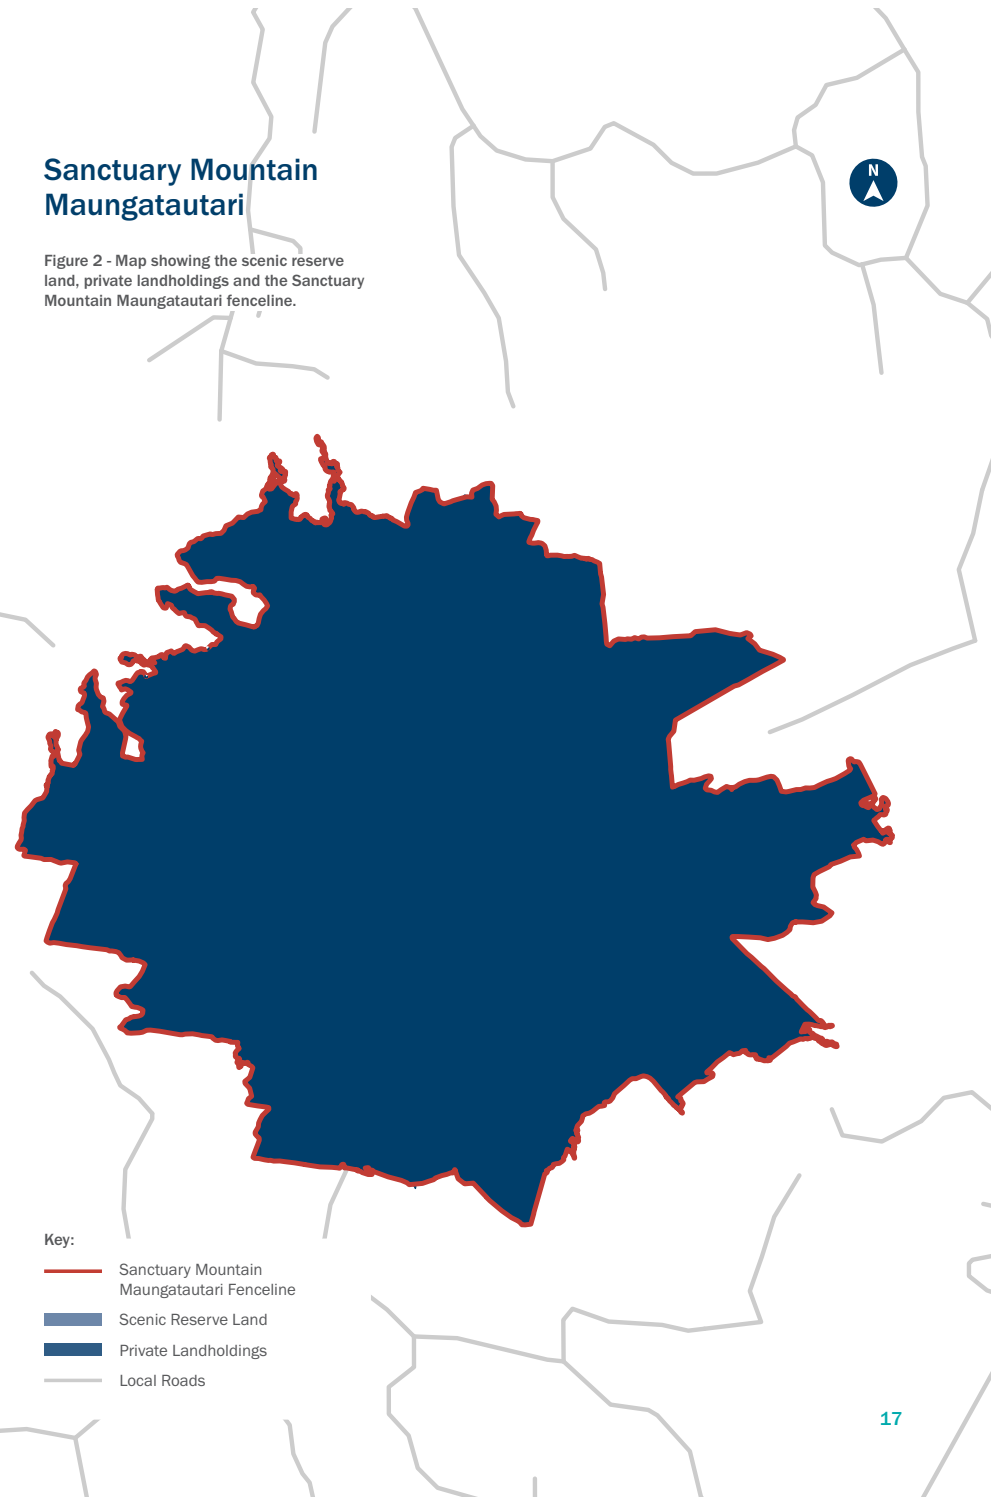 Sanctuary Mountain
Maungatautari
N
Figure 2 - Map showing the scenic reserve
land, private landholdings and the Sanctuary
Mountain Maungatautari fenceline.
Key:
Sanctuary Mountain
Maungatautari Fenceline
Scenic Reserve Land
Private Landholdings
Local Roads
17